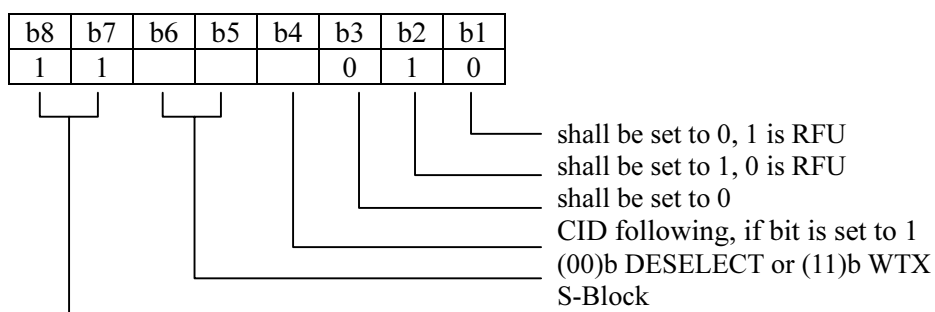 b8 b7 b6 b5 b4 b3 b2 b1
1 1 0 1 0
shall be set to 0, 1 is RFU
shall be set to 1, 0 is RFU
shall be set to 0
CID following, if bit is set to 1
(00)b DESELECT or (11)b WTX
S-Block